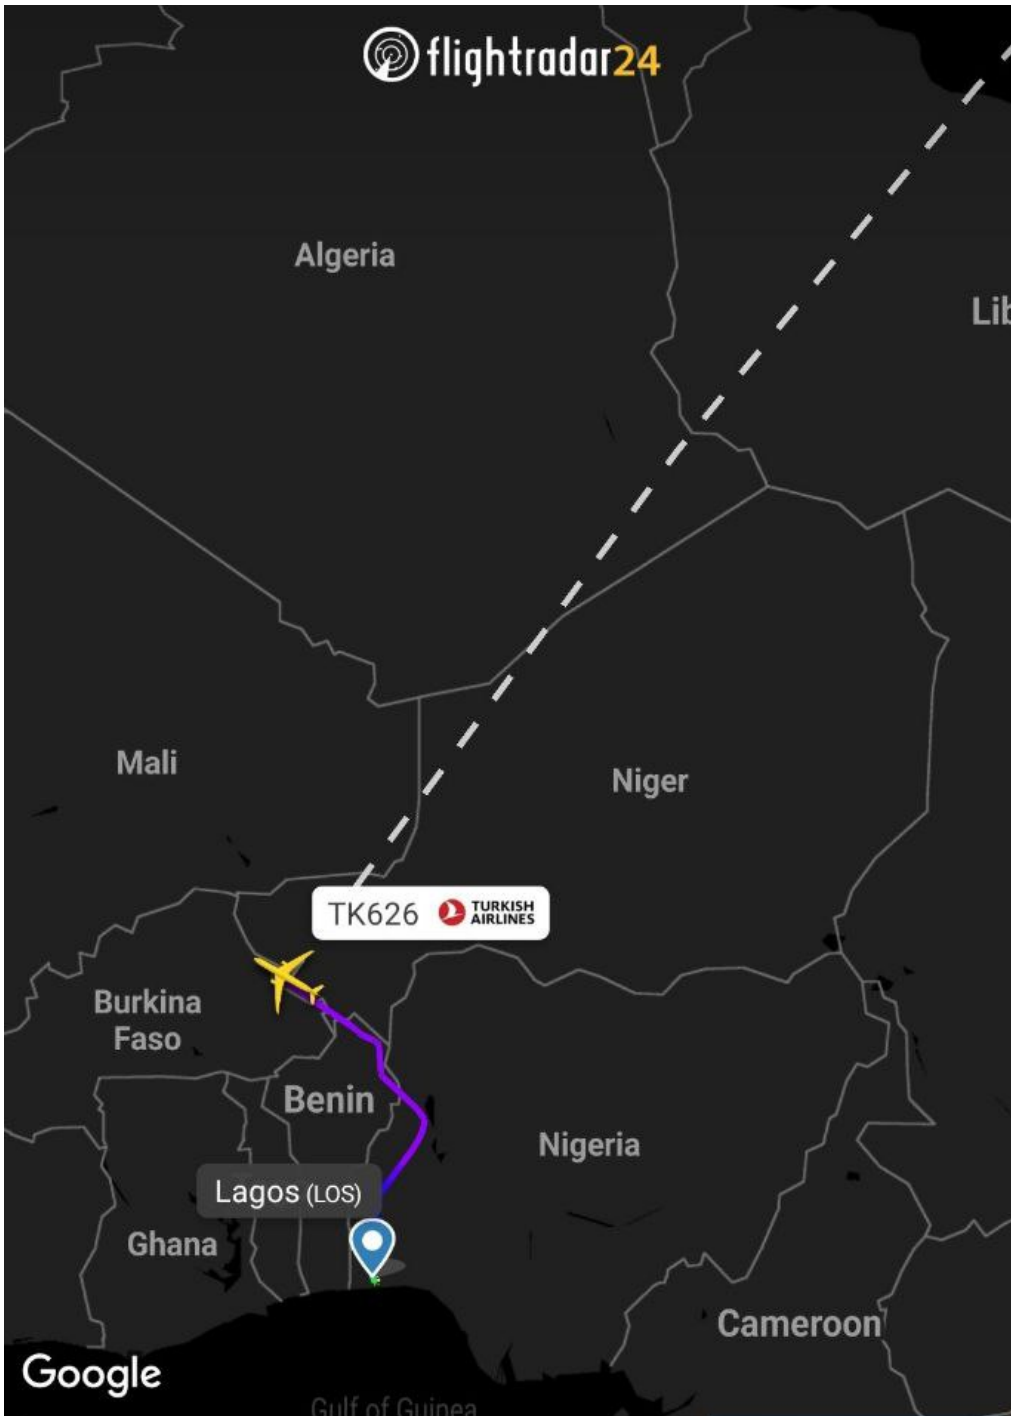 flightradar24
Algeria
Lib
Mali
Niger
TK626 TURKISH AIRLINES
Burkina
Faso
Benin
Nigeria
Lagos (LOS)
Ghana
Cameroon
Google
Gulf of Guinea